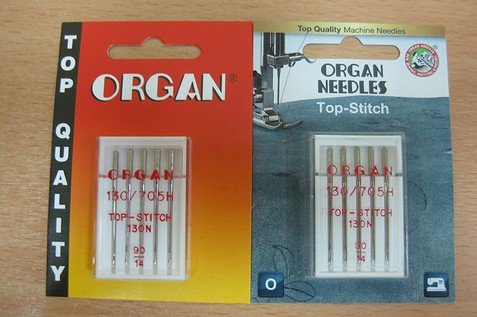 TOP QUALITY
ORGAN®
ORGAN
130/705H
TOP-STITCH
130N
90
14
Top Quality Machine Needles
ORGAN
NEEDLES
Top-Stitch
ORGAN
130/705H
TOP-STITCH
130N
90
14
O